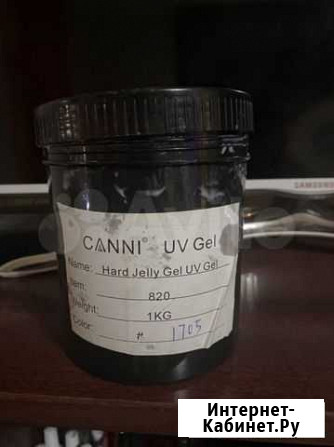 SAMSUNG
CANNI® UV Gel
Name: Hard Jelly Gel UV Gel
Item: 820
Weight: 1KG
Color: # 1705
Интернет-
Кабинет.Ру